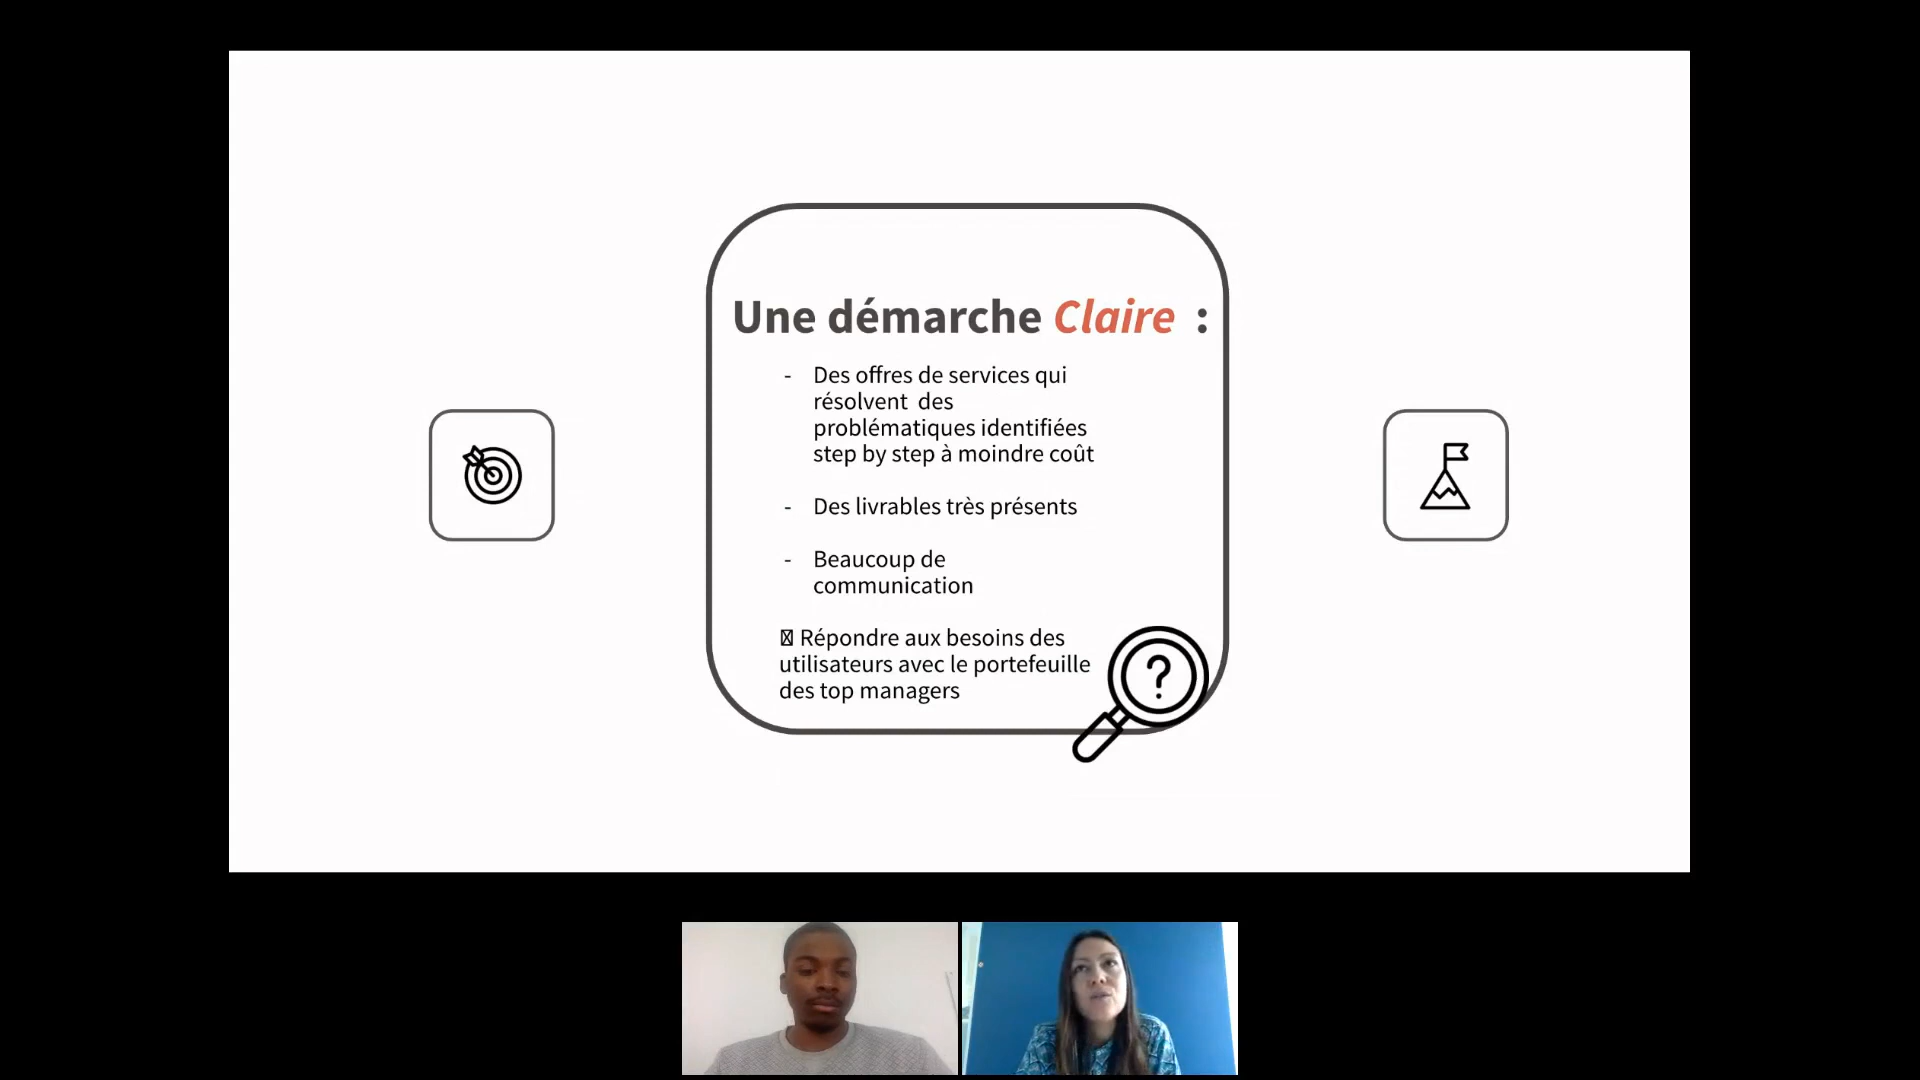 Une démarche Claire :
- Des offres de services qui
résolvent des
problématiques identifiées
step by step à moindre coût
- Des livrables très présents
- Beaucoup de
communication
Répondre aux besoins des
utilisateurs avec le portefeuille
des top managers
?